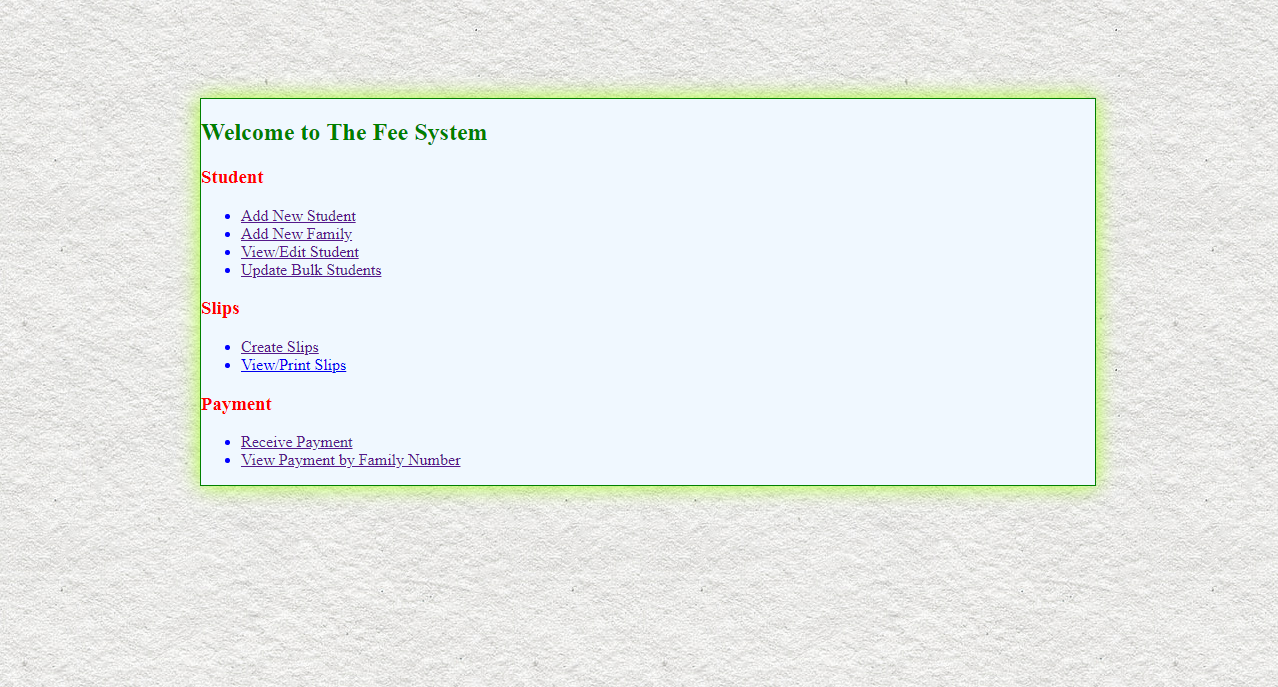 Welcome to The Fee System
Student
Add New Student
Add New Family
View/Edit Student
Update Bulk Students
Slips
Create Slips
View/Print Slips
Payment
Receive Payment
View Payment by Family Number